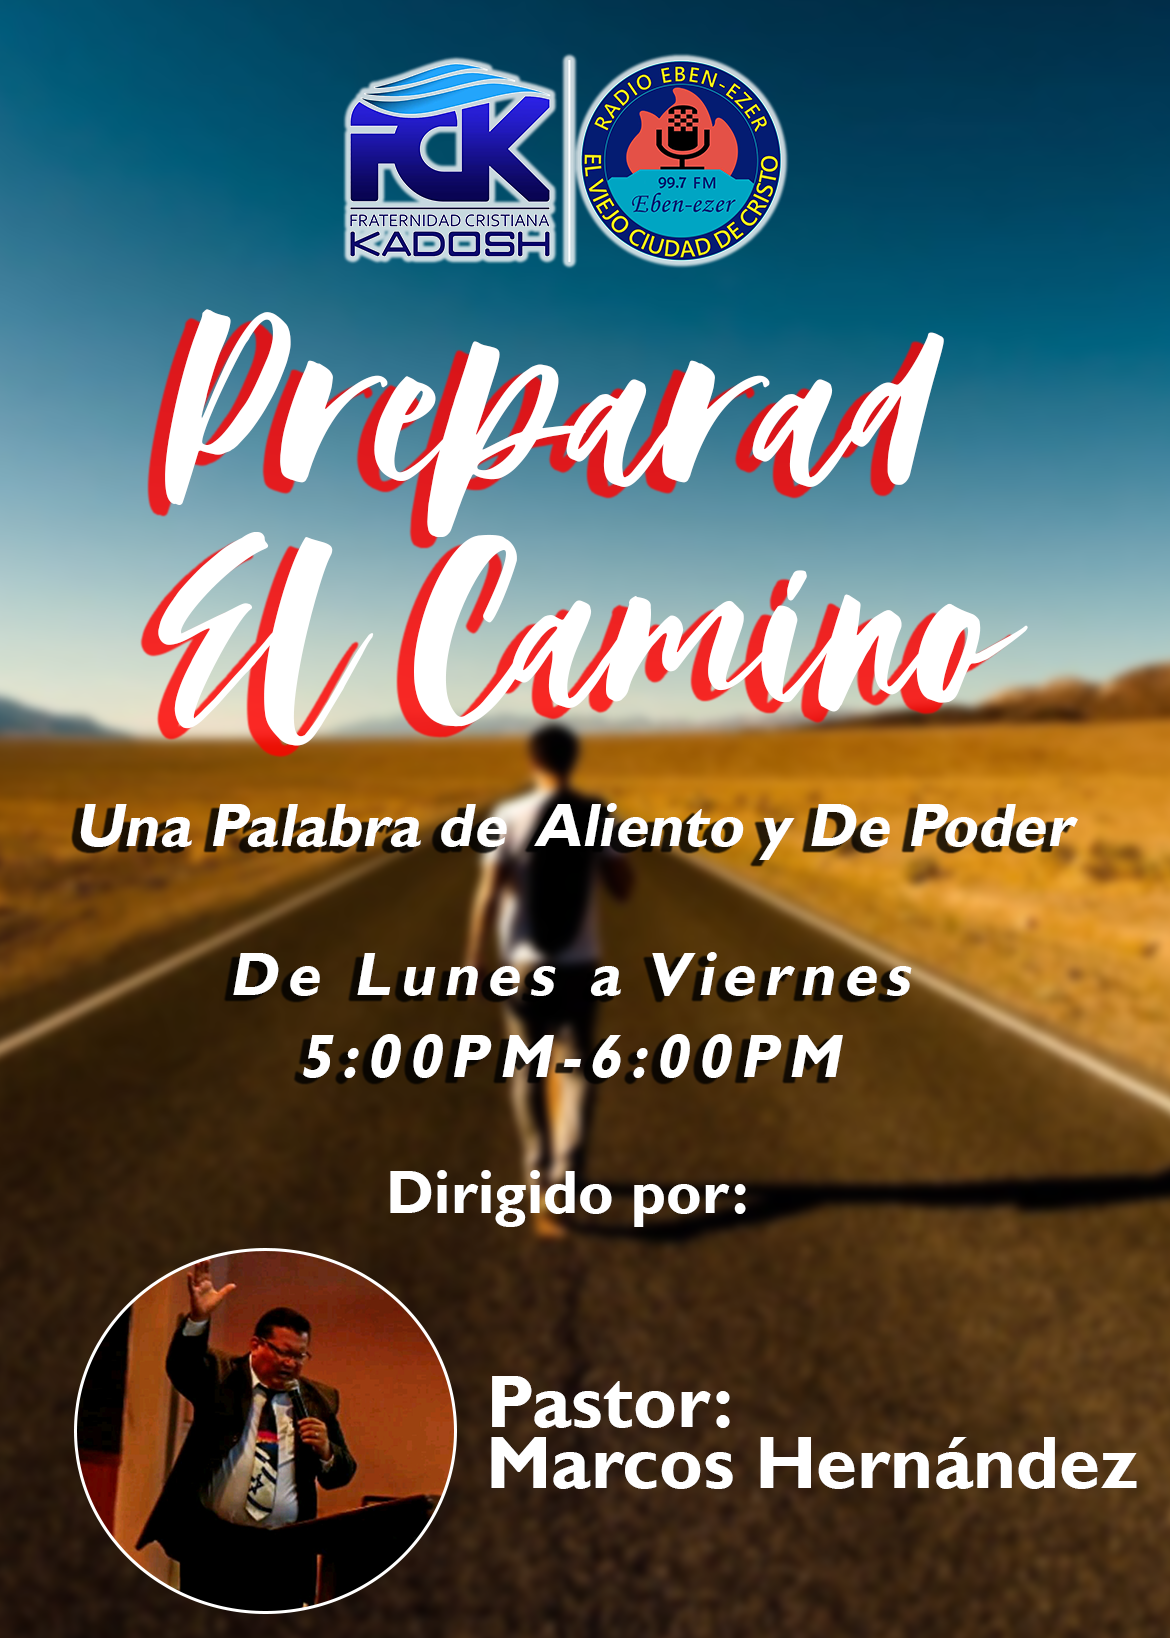 FCK
FRATERNIDAD CRISTIANA
KADOSH
RADIO EBEN-EZER
99.7 FM
Eben-ezer
EL VIEJO CIUDAD DE CRISTO
Preparad
El Camino
Una Palabra de Aliento y De Poder
De Lunes a Viernes
5:00PM-6:00PM
Dirigido por:
Pastor:
Marcos Hernández